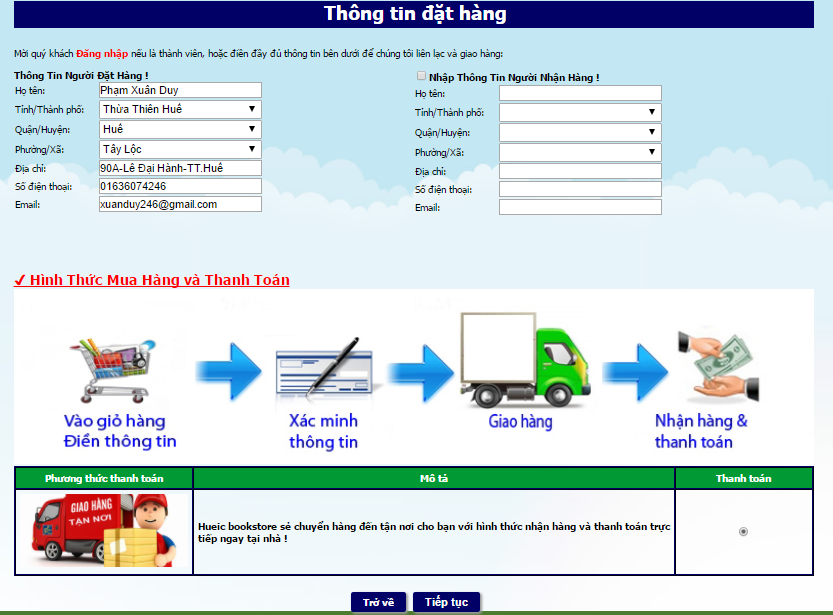 Thông tin đặt hàng
Mời quý khách Đăng nhập nếu là thành viên, hoặc điền đầy đủ thông tin bên dưới để chúng tôi liên lạc và giao hàng:
Thông Tin Người Đặt Hàng !
Họ tên: Phạm Xuân Duy
Tỉnh/Thành phố: Thừa Thiên Huế
Quận/Huyện: Huế
Phường/Xã: Tây Lộc
Địa chỉ: 90A-Lê Đại Hành-TT.Huế
Số điện thoại: 01636074246
Email: xuanduy246@gmail.com
Nhập Thông Tin Người Nhận Hàng !
Họ tên:
Tỉnh/Thành phố:
Quận/Huyện:
Phường/Xã:
Địa chỉ:
Số điện thoại:
Email:
✔ Hình Thức Mua Hàng và Thanh Toán
Vào giỏ hàng
Điền thông tin
Xác minh
thông tin
Giao hàng
Nhận hàng &
thanh toán
Phương thức thanh toán Mô tả Thanh toán
GIAO HÀNG
TẬN NƠI
Hueic bookstore sẻ chuyển hàng đến tận nơi cho bạn với hình thức nhận hàng và thanh toán trực
tiếp ngay tại nhà !
Trở về Tiếp tục